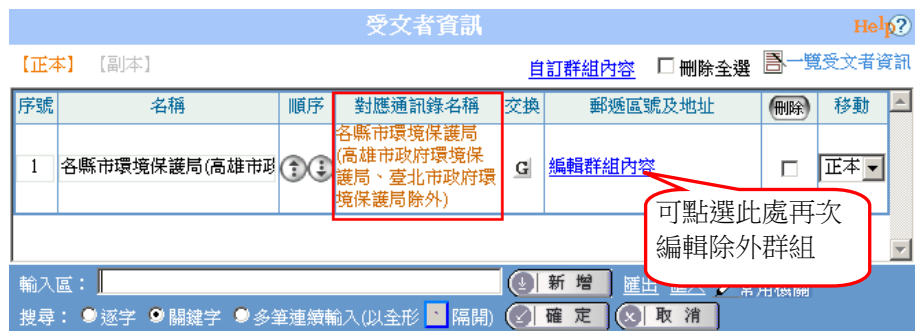 受文者資訊
Help?
【正本】 【副本】 自訂群組內容 刪除全選 一覽受文者資訊
序號 名稱 順序 對應通訊錄名稱 交換 郵遞區號及地址 刪除 移動
1 各縣市環境保護局(高雄市政 各縣市環境保護局 G 編輯群組內容 正本
(高雄市政府環境保
護局、臺北市政府環
境保護局除外)
可點選此處再次
編輯除外群組
輸入區： 新增 匯出 匯入 常用機關
搜尋： 逐字 關鍵字 多筆連續輸入(以全形 、 隔開) 確定 取消